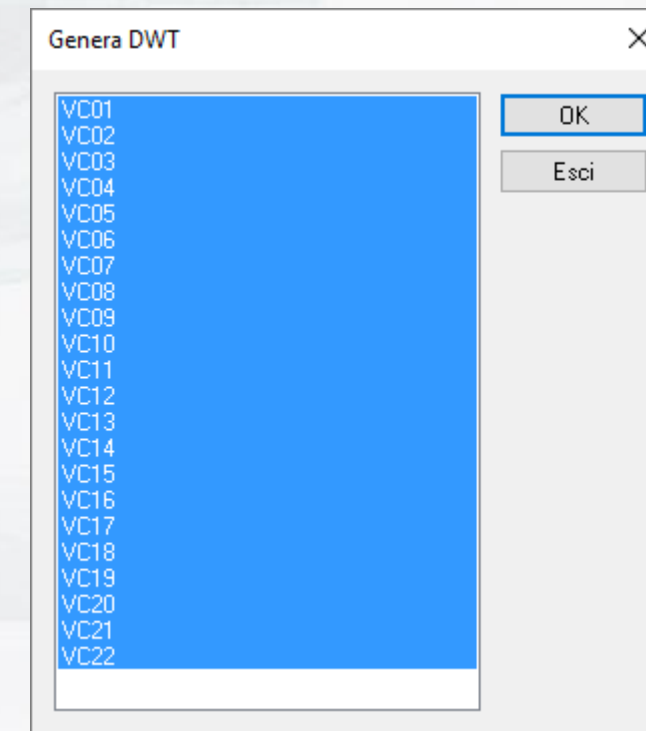 Genera DWT
VC01
VC02
VC03
VC04
VC05
VC06
VC07
VC08
VC09
VC10
VC11
VC12
VC13
VC14
VC15
VC16
VC17
VC18
VC19
VC20
VC21
VC22
OK
Esci